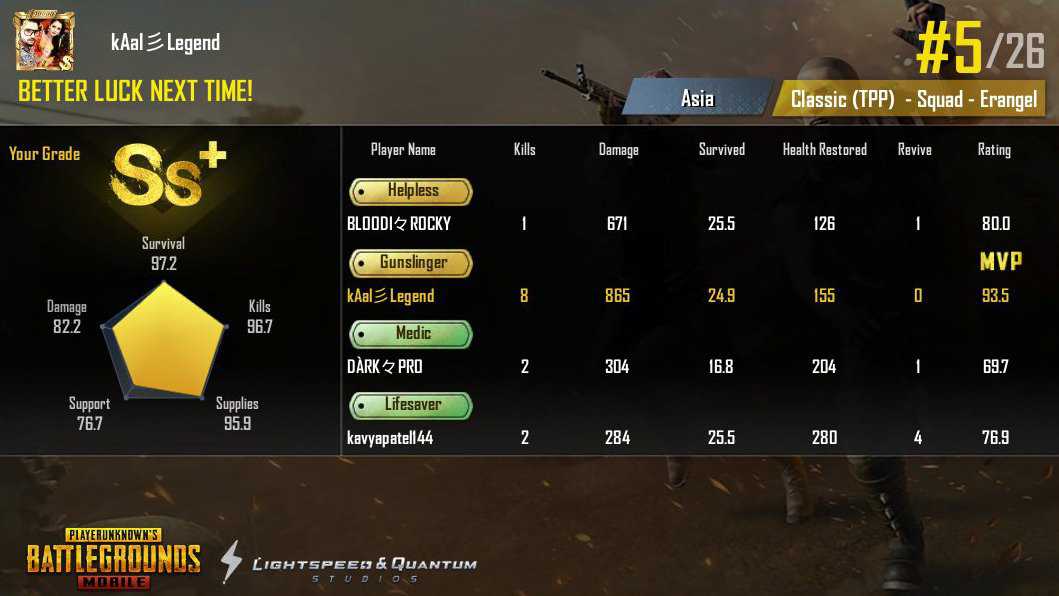 kAal彡Legend
#5/26
BETTER LUCK NEXT TIME!
Asia
Classic (TPP) - Squad - Erangel
Your Grade
Ss+
Survival
97.2
Damage
82.2
Kills
96.7
Support
76.7
Supplies
95.9
Player Name Kills Damage Survived Health Restored Revive Rating
Helpless
BLOODI々ROCKY 1 671 25.5 126 1 80.0
Gunslinger MVP
kAal彡Legend 8 865 24.9 155 0 93.5
Medic
DÀRK々PRO 2 304 16.8 204 1 69.7
Lifesaver
kavyapatel144 2 284 25.5 280 4 76.9
PLAYERUNKNOWN'S
BATTLEGROUNDS
MOBILE
LIGHTSPEED & QUANTUM
STUDIOS